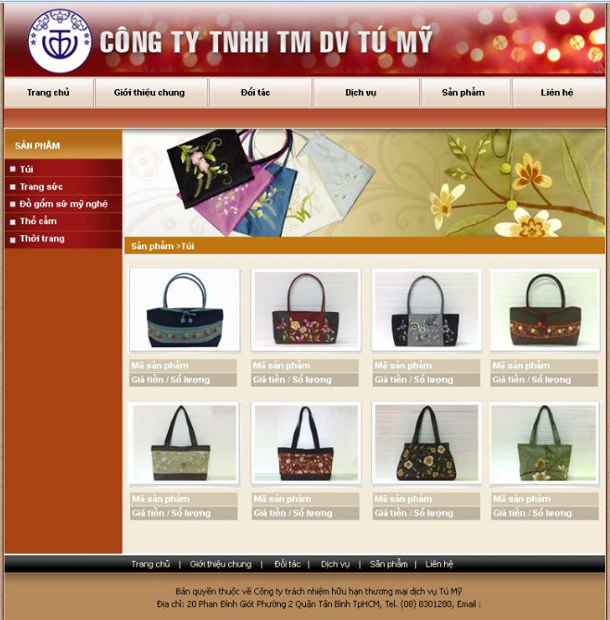 CÔNG TY TNHH TM DV TÚ MỸ
Trang chủ Giới thiệu chung Đối tác Dịch vụ Sản phẩm Liên hệ
SẢN PHẨM
Túi
Trang sức
Đồ gốm sứ mỹ nghệ
Thổ cẩm
Thời trang
Sản phẩm >Túi
Mã sản phẩm Mã sản phẩm Mã sản phẩm Mã sản phẩm
Giá tiền / Số lượng Giá tiền / Số lượng Giá tiền / Số lượng Giá tiền / Số lượng
Mã sản phẩm Mã sản phẩm Mã sản phẩm Mã sản phẩm
Giá tiền / Số lượng Giá tiền / Số lượng Giá tiền / Số lượng Giá tiền / Số lượng
Trang chủ | Giới thiệu chung | Đối tác | Dịch vụ | Sản phẩm | Liên hệ
Bản quyền thuộc về Công ty trách nhiệm hữu hạn thương mại dịch vụ Tú Mỹ
Địa chỉ: 20 Phan Đình Giót Phường 2 Quận Tân Bình TpHCM, Tel. (08) 8301280, Email :